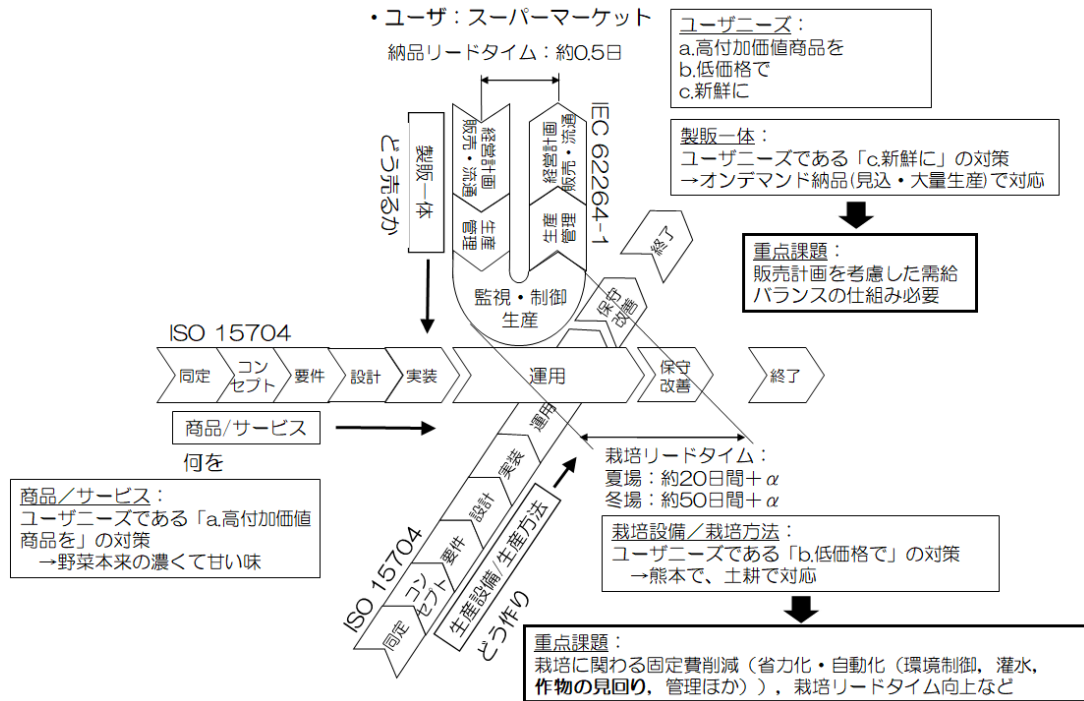 ・ユーザ：スーパーマーケット
納品リードタイム：約0.5日
ユーザニーズ：
a.高付加価値商品を
b.低価格で
c.新鮮に
製販一体
どう売るか
経営計画
販売・流通
生産
管理
経営計画
販売・流通
生産
管理
IEC 62264-1
監視・制御
生産
製販一体：
ユーザニーズである「c.新鮮に」の対策
→オンデマンド納品(見込・大量生産)で対応
重点課題：
販売計画を考慮した需給
バランスの仕組み必要
終了
保守
改善
ISO 15704
同定
コン
セプト
要件
設計
実装
運用
保守
改善
終了
商品/サービス
何を
商品／サービス：
ユーザニーズである「a.高付加価値
商品を」の対策
→野菜本来の濃くて甘い味
運用
実装
設計
要件
コン
セプト
同定
ISO 15704
生産設備/生産方法
どう作り
栽培リードタイム：
夏場：約20日間＋α
冬場：約50日間＋α
栽培設備／栽培方法：
ユーザニーズである「b.低価格で」の対策
→熊本で、土耕で対応
重点課題：
栽培に関わる固定費削減（省力化・自動化（環境制御，灌水，
作物の見回り，管理ほか）），栽培リードタイム向上など